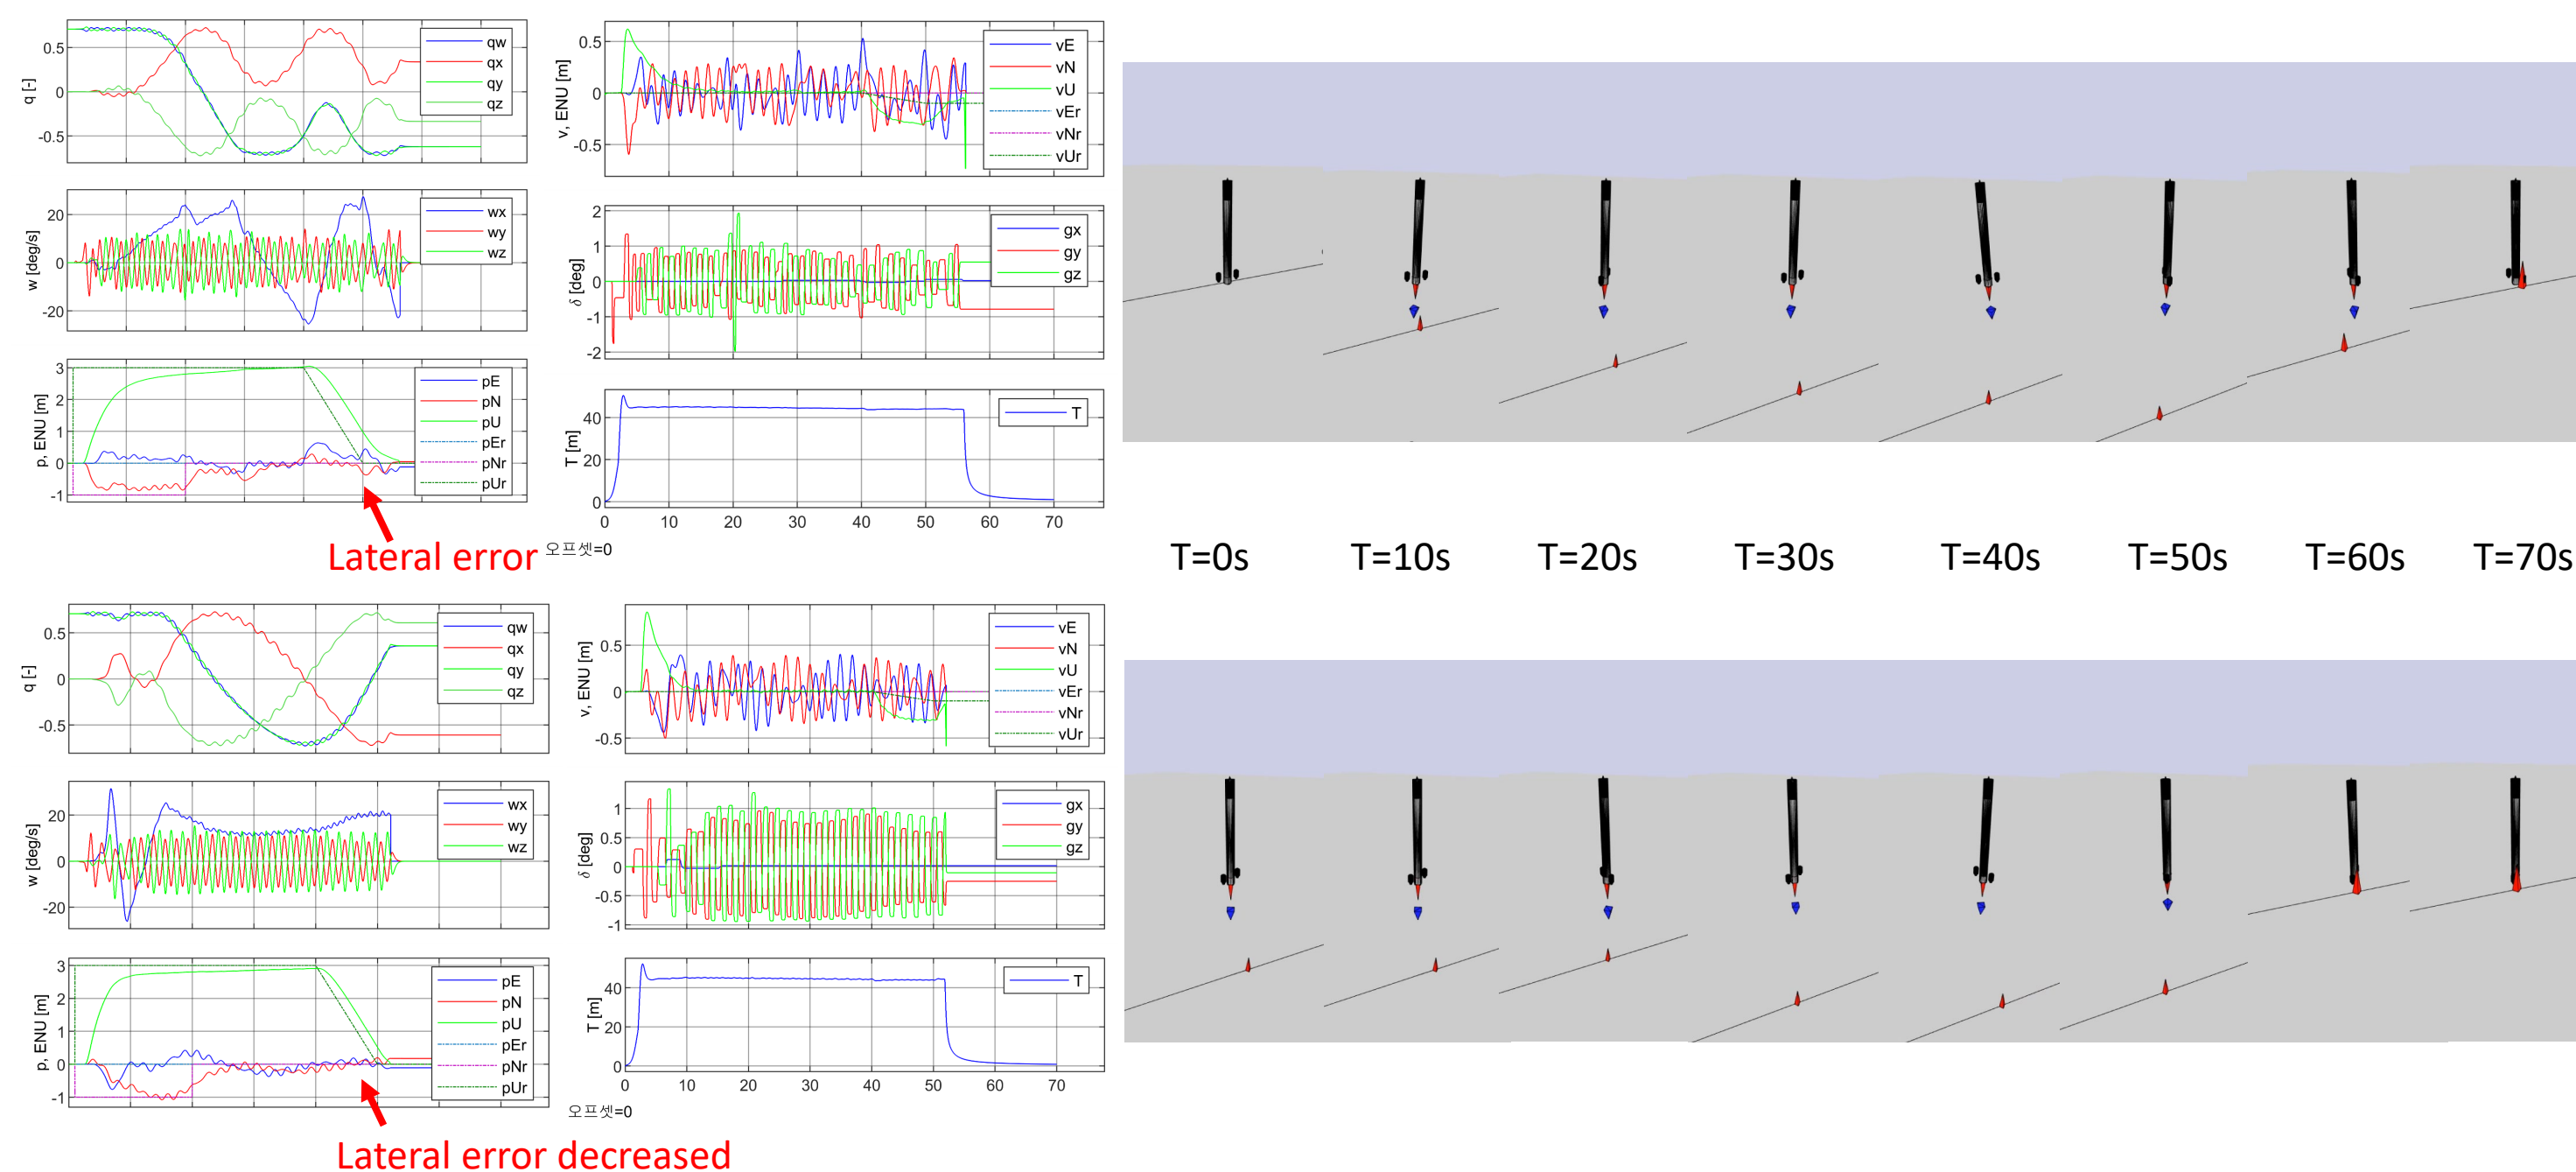 q [-]
0.5
0
-0.5
qw
qx
qy
qz
w [deg/s]
20
0
-20
wx
wy
wz
p, ENU [m]
3
2
1
0
-1
pE
pN
pU
pEr
pNr
pUr
v, ENU [m]
0.5
0
-0.5
vE
vN
vU
vEr
vNr
vUr
δ [deg]
2
1
0
-1
-2
gx
gy
gz
T [m]
40
20
0
T
0 10 20 30 40 50 60 70
Lateral error
오프셋=0
T=0s T=10s T=20s T=30s T=40s T=50s T=60s T=70s
q [-]
0.5
0
-0.5
qw
qx
qy
qz
w [deg/s]
20
0
-20
wx
wy
wz
p, ENU [m]
3
2
1
0
-1
pE
pN
pU
pEr
pNr
pUr
v, ENU [m]
0.5
0
-0.5
vE
vN
vU
vEr
vNr
vUr
δ [deg]
1
0.5
0
-0.5
-1
gx
gy
gz
T [m]
40
20
0
T
0 10 20 30 40 50 60 70
오프셋=0
Lateral error decreased